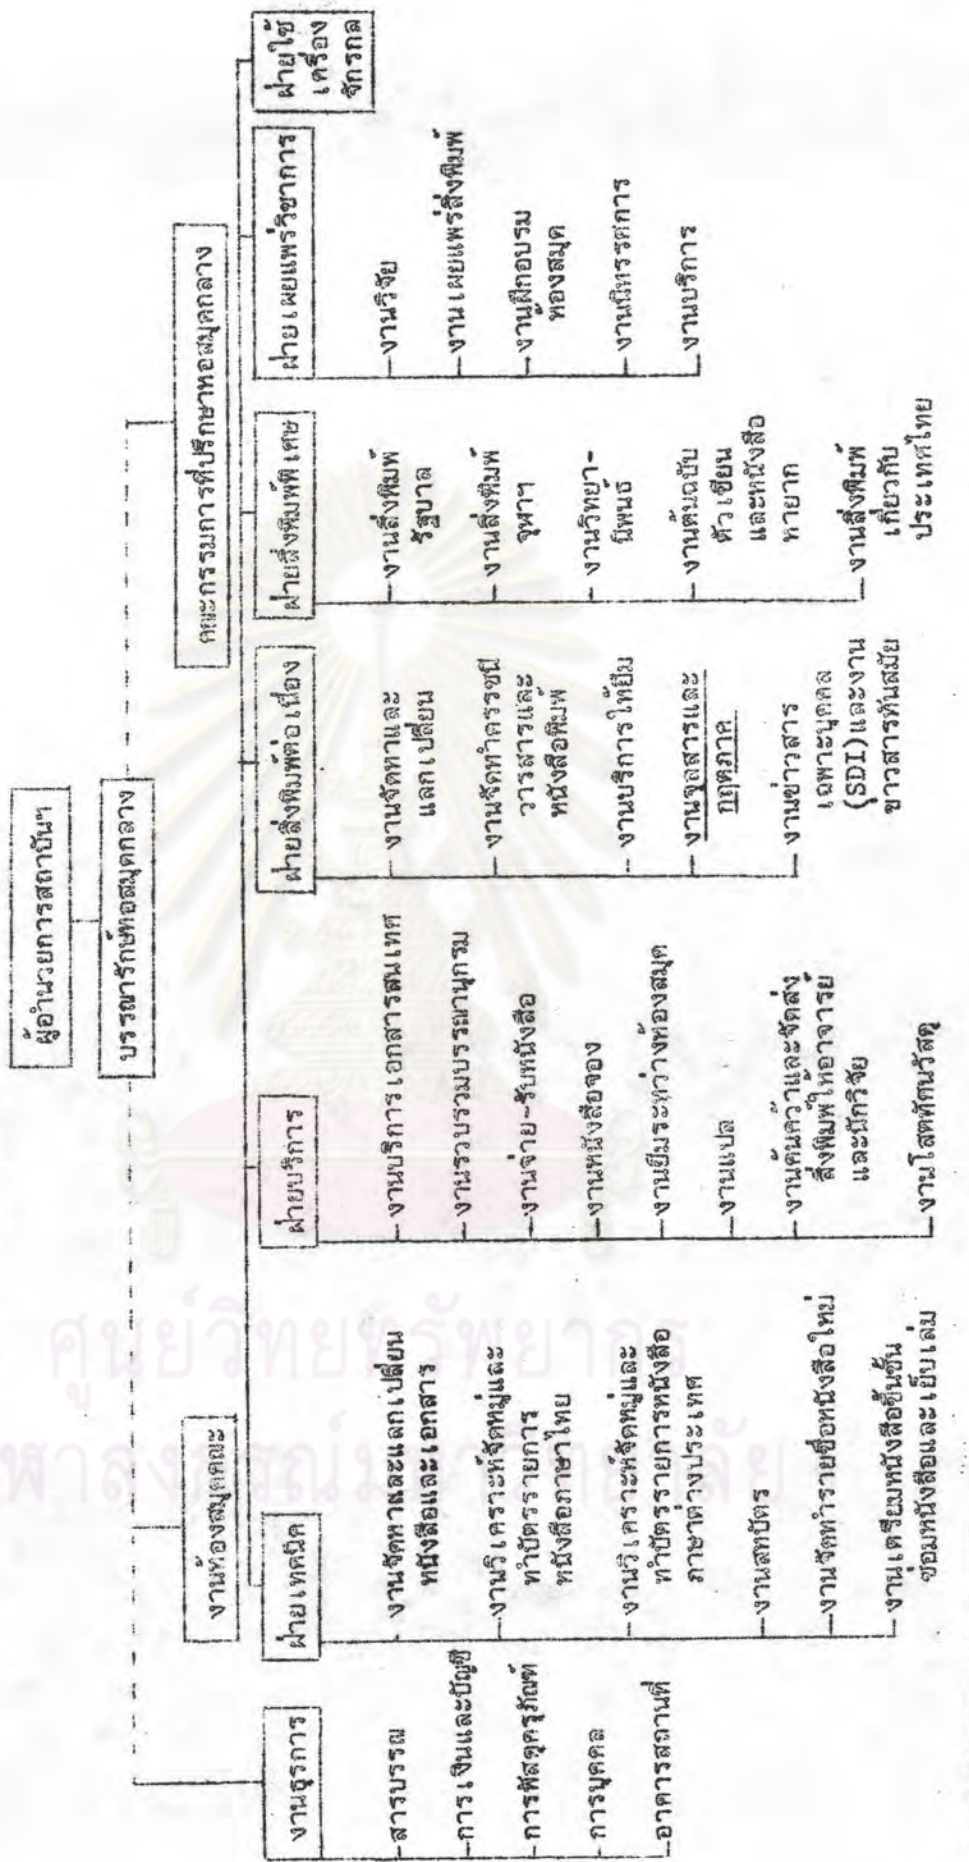 ผู้อำนวยการสถาบันฯ
บรรณารักษ์หอสมุดกลาง
คณะกรรมการที่ปรึกษาหอสมุดกลาง
งานห้องสมุดคณะ
งานธุรการ
สารบรรณ
การเงินและบัญชี
การพัสดุครุภัณฑ์
การบุคคล
อาคารสถานที่
ฝ่ายเทคนิค
งานจัดหาและแลกเปลี่ยน
หนังสือและเอกสาร
งานวิเคราะห์จัดหมู่และ
ทำบัตรรายการ
หนังสือภาษาไทย
งานวิเคราะห์จัดหมู่และ
ทำบัตรรายการหนังสือ
ภาษาต่างประเทศ
งานสหบัตร
งานจัดทำรายชื่อหนังสือใหม่
งานเตรียมหนังสือขึ้นชั้น
ซ่อมหนังสือและเย็บเล่ม
ฝ่ายบริการ
งานบริการเอกสารสนเทศ
งานรวบรวมบรรณานุกรม
งานจ่าย-รับหนังสือ
งานหนังสือจอง
งานยืมระหว่างห้องสมุด
งานแปล
งานค้นคว้าและจัดส่ง
สิ่งพิมพ์ให้อาจารย์
และนักวิจัย
งานโสตทัศนวัสดุ
ฝ่ายสิ่งพิมพ์ต่อเนื่อง
งานจัดหาและ
แลกเปลี่ยน
งานจัดทำดรรชนี
วารสารและ
หนังสือพิมพ์
งานบริการให้ยืม
งานจุลสารและ
กฤตภาค
งานข่าวสาร
เฉพาะบุคคล
(SDI)และงาน
ข่าวสารทันสมัย
ฝ่ายสิ่งพิมพ์พิเศษ
งานสิ่งพิมพ์
รัฐบาล
งานสิ่งพิมพ์
จุฬาฯ
งานวิทยา-
นิพนธ์
งานต้นฉบับ
ตัวเขียน
และหนังสือ
หายาก
งานสิ่งพิมพ์
เกี่ยวกับ
ประเทศไทย
ฝ่ายเผยแพร่วิชาการ
งานวิจัย
งานเผยแพร่สิ่งพิมพ์
งานฝึกอบรม
ห้องสมุด
งานนิทรรศการ
งานบริการ
ฝ่ายใช้
เครื่อง
จักรกล
ศูนย์วิทยทรัพยากร
พาลงกรณ์มหาวิทยาลัย